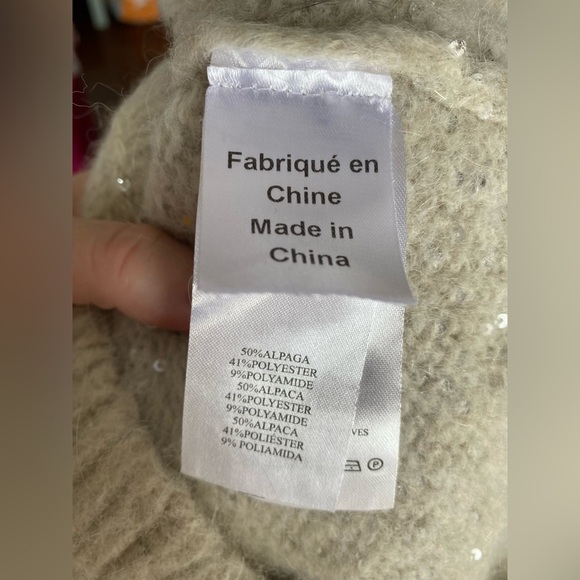 Fabriqué en
Chine
Made in
China
50%ALPAGA
41%POLYESTER
9%POLYAMIDE
50%ALPACA
41%POLYESTER
9%POLYAMIDE
50%ALPACA
41%POLIÉSTER
9% POLIAMIDA
VES
P